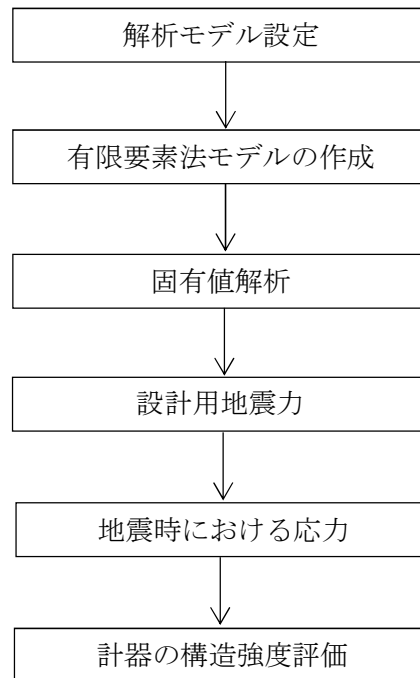 解析モデル設定
有限要素法モデルの作成
固有値解析
設計用地震力
地震時における応力
計器の構造強度評価